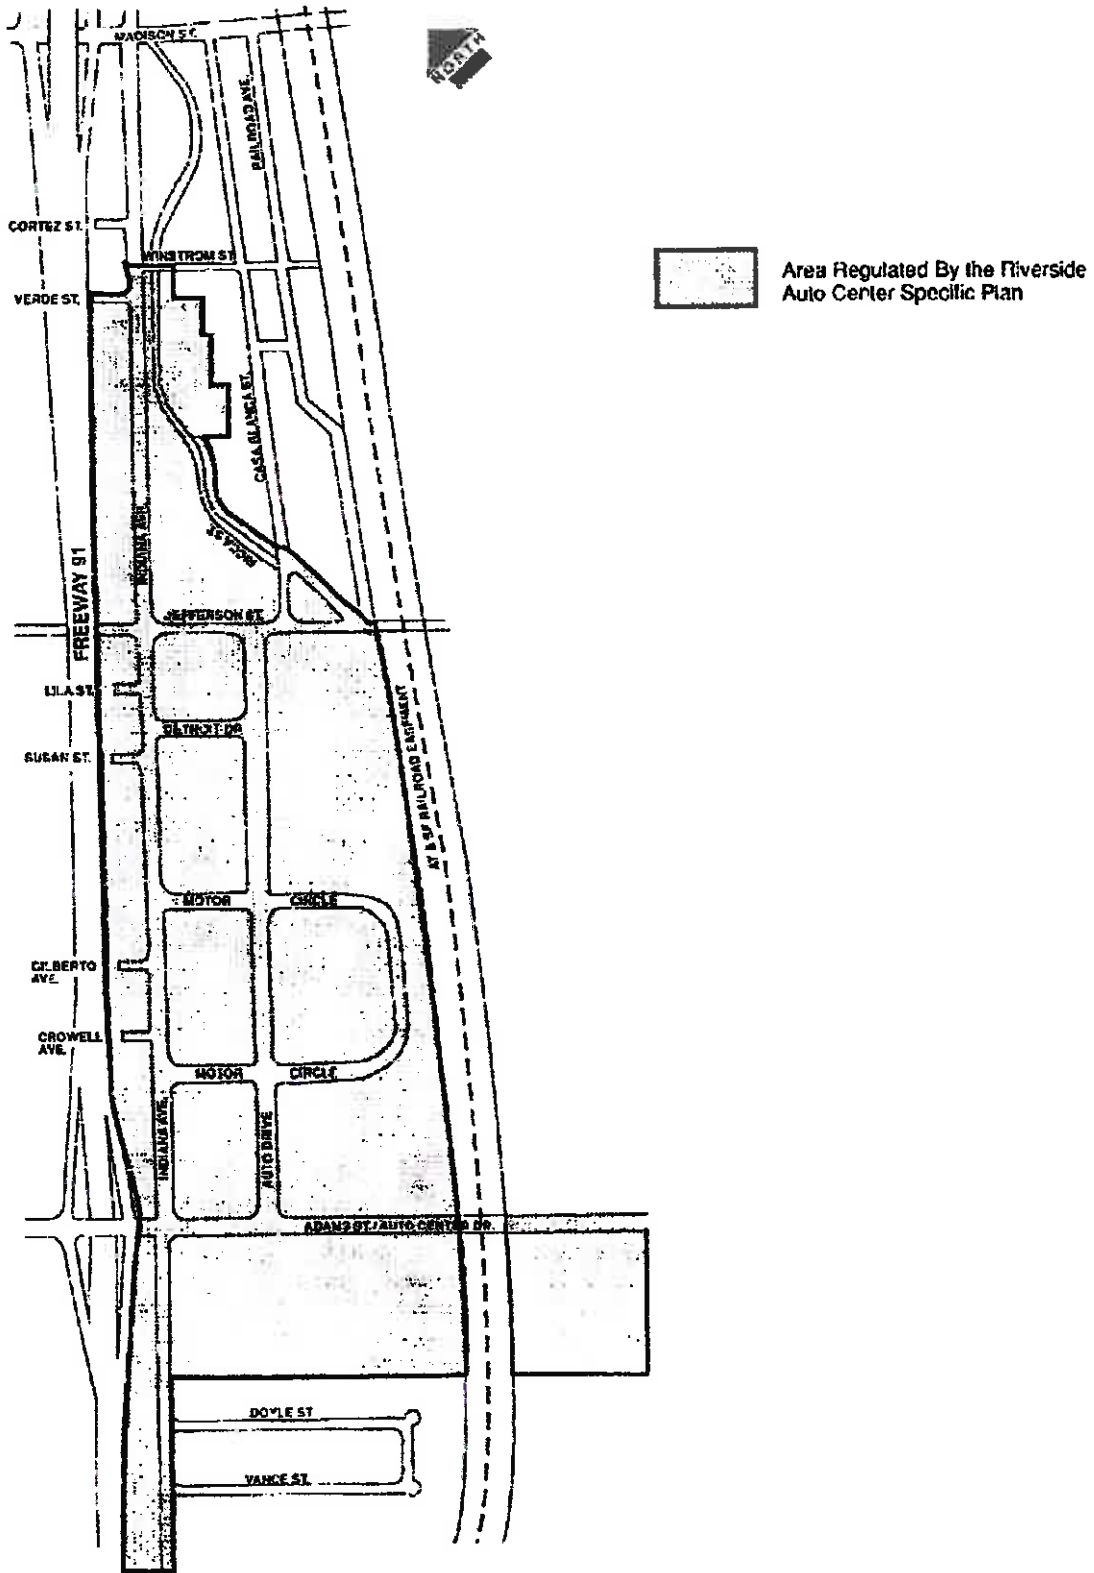 MADISON ST.
NORTH
RAILROAD AVE.
CORTEZ ST.
WINSTROM ST.
VERDE ST.
Area Regulated By the Riverside
Auto Center Specific Plan
CASA BLANCA ST.
INDIANA AVE.
FREEWAY 91
JEFFERSON ST.
LILA ST.
DETROIT DR.
SUSAN ST.
AT & SF RAILROAD EASEMENT
MOTOR CIRCLE
GILBERTO
AVE.
CROWELL
AVE.
MOTOR CIRCLE
INDIANA AVE.
AUTO DRIVE
ADAMS ST./AUTO CENTER DR.
DOYLE ST
VANCE ST.